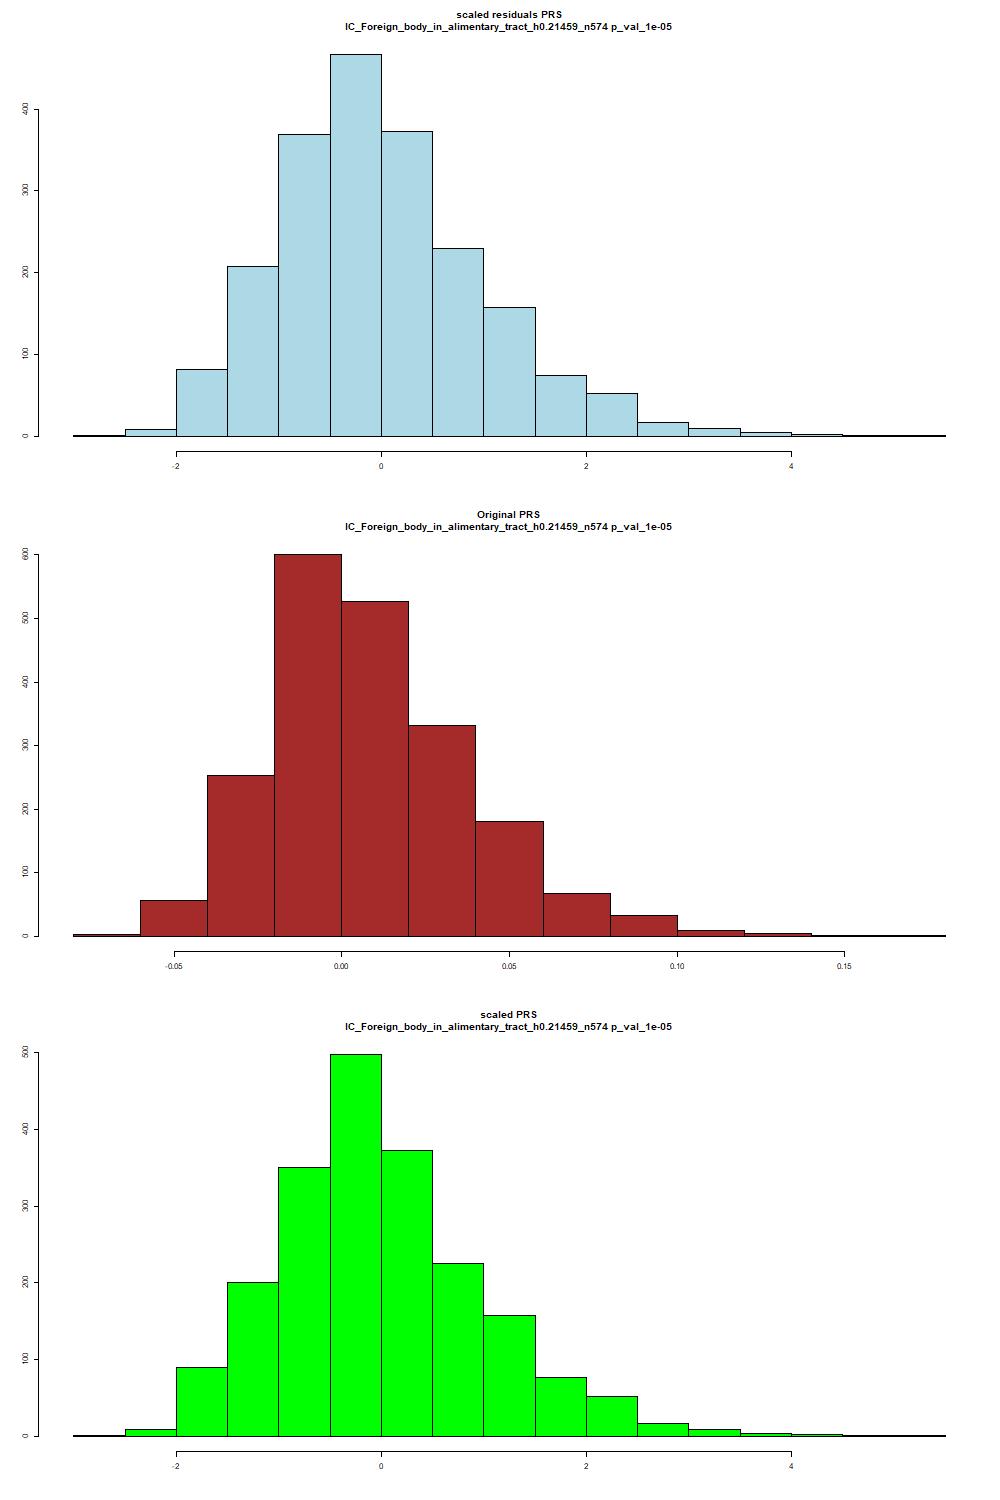 scaled residuals PRS
IC_Foreign_body_in_alimentary_tract_h0.21459_n574 p_val_1e-05
400
300
200
100
0
-2 0 2 4
Original PRS
IC_Foreign_body_in_alimentary_tract_h0.21459_n574 p_val_1e-05
600
500
400
300
200
100
0
-0.05 0.00 0.05 0.10 0.15
scaled PRS
IC_Foreign_body_in_alimentary_tract_h0.21459_n574 p_val_1e-05
500
400
300
200
100
0
-2 0 2 4